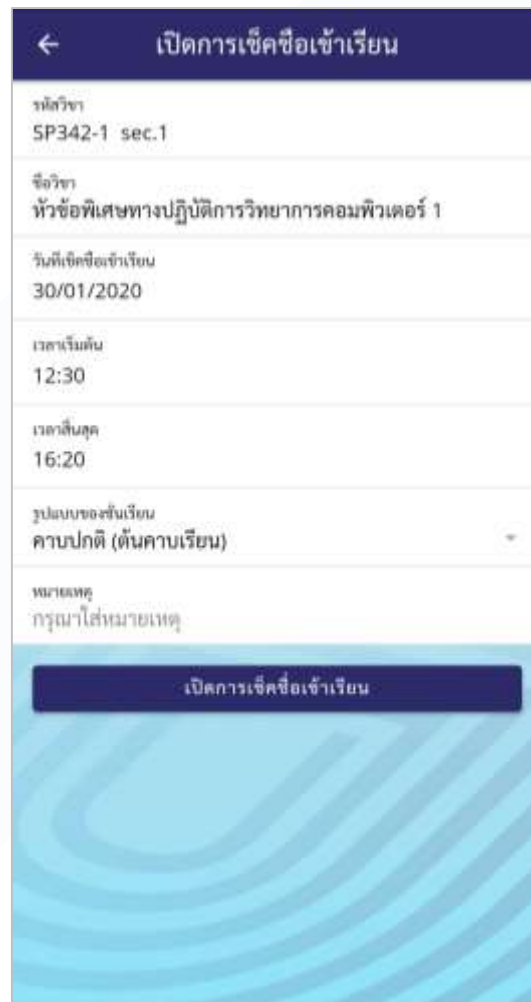 เปิดการเช็คชื่อเข้าเรียน
รหัสวิชา
SP342-1 sec.1
ชื่อวิชา
หัวข้อพิเศษทางปฏิบัติการวิทยาการคอมพิวเตอร์ 1
วันที่เช็คชื่อเข้าเรียน
30/01/2020
เวลาเริ่มต้น
12:30
เวลาสิ้นสุด
16:20
รูปแบบของชั้นเรียน
คาบปกติ (ต้นคาบเรียน)
หมายเหตุ
กรุณาใส่หมายเหตุ
เปิดการเช็คชื่อเข้าเรียน